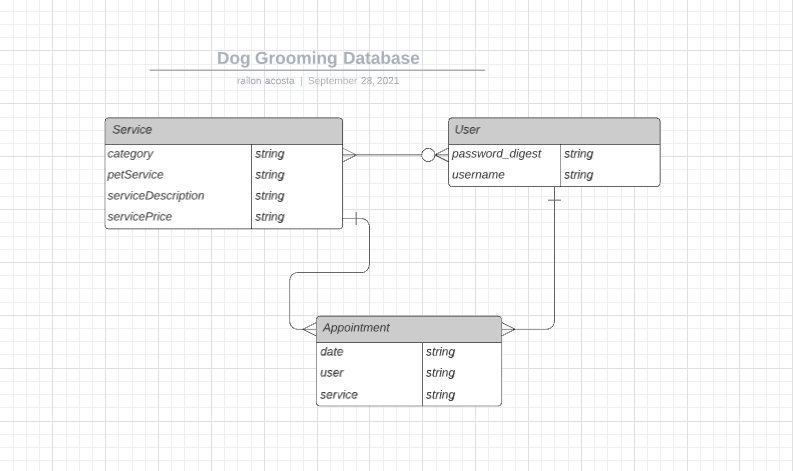 Dog Grooming Database
rallon acosta | September 28, 2021
Service
category string
petService string
serviceDescription string
servicePrice string
User
password_digest string
username string
Appointment
date string
user string
service string